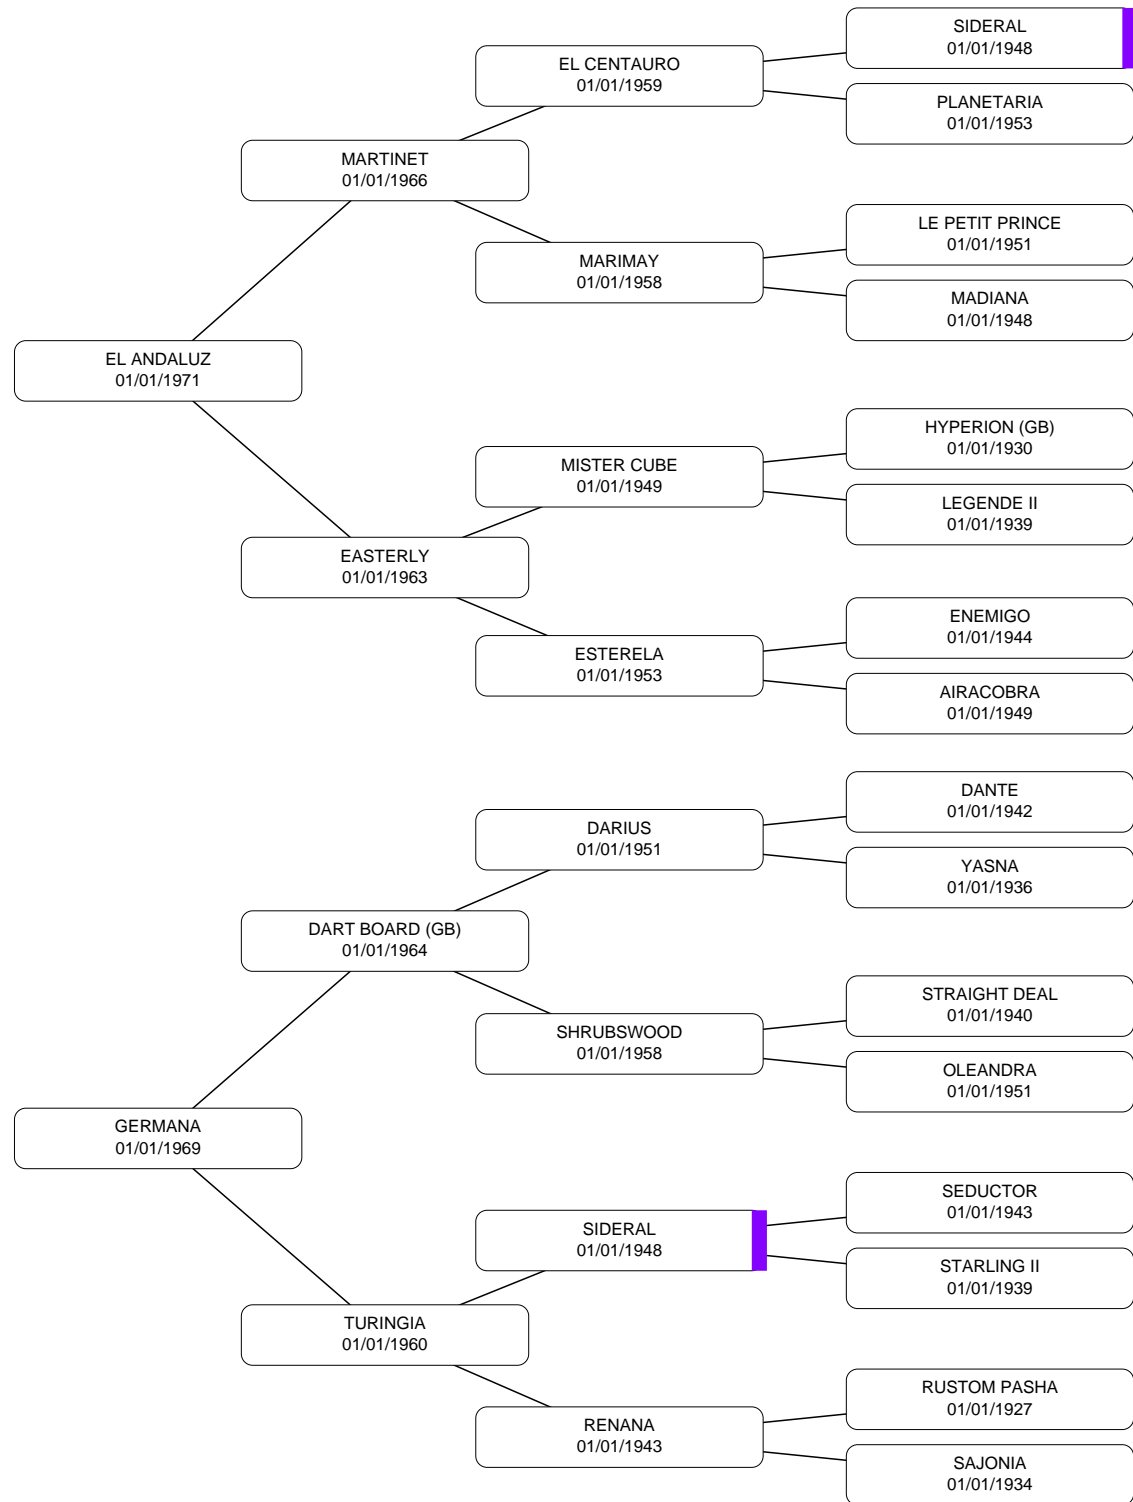 SIDERAL
01/01/1948
EL CENTAURO
01/01/1959
PLANETARIA
01/01/1953
MARTINET
01/01/1966
LE PETIT PRINCE
01/01/1951
MARIMAY
01/01/1958
MADIANA
01/01/1948
EL ANDALUZ
01/01/1971
HYPERION (GB)
01/01/1930
MISTER CUBE
01/01/1949
LEGENDE II
01/01/1939
EASTERLY
01/01/1963
ENEMIGO
01/01/1944
ESTERELA
01/01/1953
AIRACOBRA
01/01/1949
DANTE
01/01/1942
DARIUS
01/01/1951
YASNA
01/01/1936
DART BOARD (GB)
01/01/1964
STRAIGHT DEAL
01/01/1940
SHRUBSWOOD
01/01/1958
OLEANDRA
01/01/1951
GERMANA
01/01/1969
SEDUCTOR
01/01/1943
SIDERAL
01/01/1948
STARLING II
01/01/1939
TURINGIA
01/01/1960
RUSTOM PASHA
01/01/1927
RENANA
01/01/1943
SAJONIA
01/01/1934